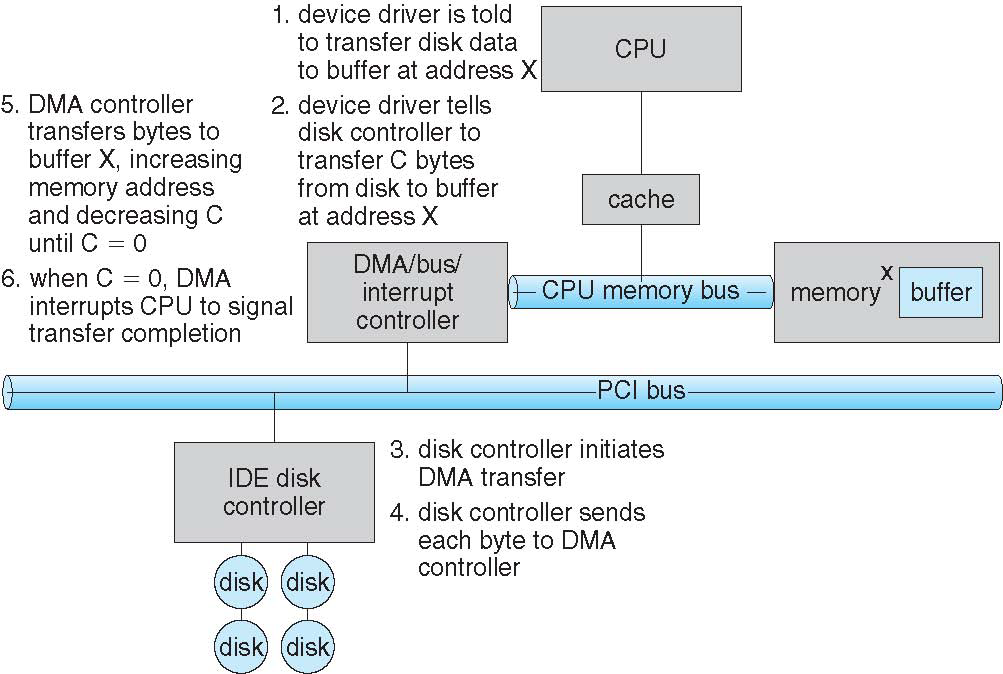 1. device driver is told
to transfer disk data
to buffer at address X
CPU
5. DMA controller
transfers bytes to
buffer X, increasing
memory address
and decreasing C
until C = 0
2. device driver tells
disk controller to
transfer C bytes
from disk to buffer
at address X
cache
6. when C = 0, DMA
interrupts CPU to signal
transfer completion
DMA/bus/
interrupt
controller
CPU memory bus
x
memory
buffer
PCI bus
IDE disk
controller
3. disk controller initiates
DMA transfer
4. disk controller sends
each byte to DMA
controller
disk disk
disk disk